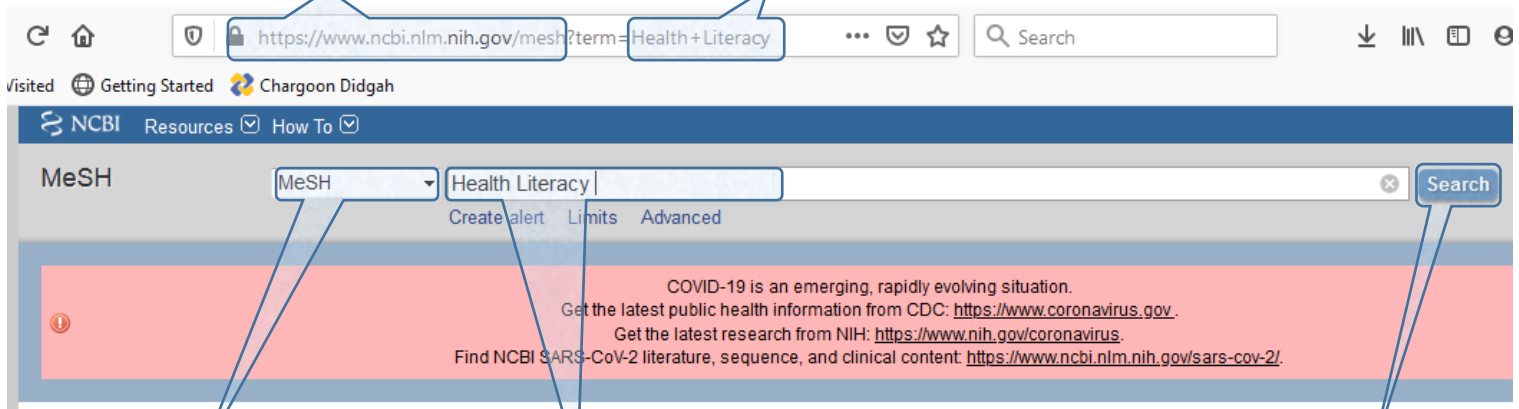 https://www.ncbi.nlm.nih.gov/mesh?term=Health+Literacy
Search
Visited Getting Started Chargoon Didgah
NCBI Resources How To
MeSH
MeSH Health Literacy Search
Create alert Limits Advanced
COVID-19 is an emerging, rapidly evolving situation.
Get the latest public health information from CDC: https://www.coronavirus.gov .
Get the latest research from NIH: https://www.nih.gov/coronavirus.
Find NCBI SARS-CoV-2 literature, sequence, and clinical content: https://www.ncbi.nlm.nih.gov/sars-cov-2/.